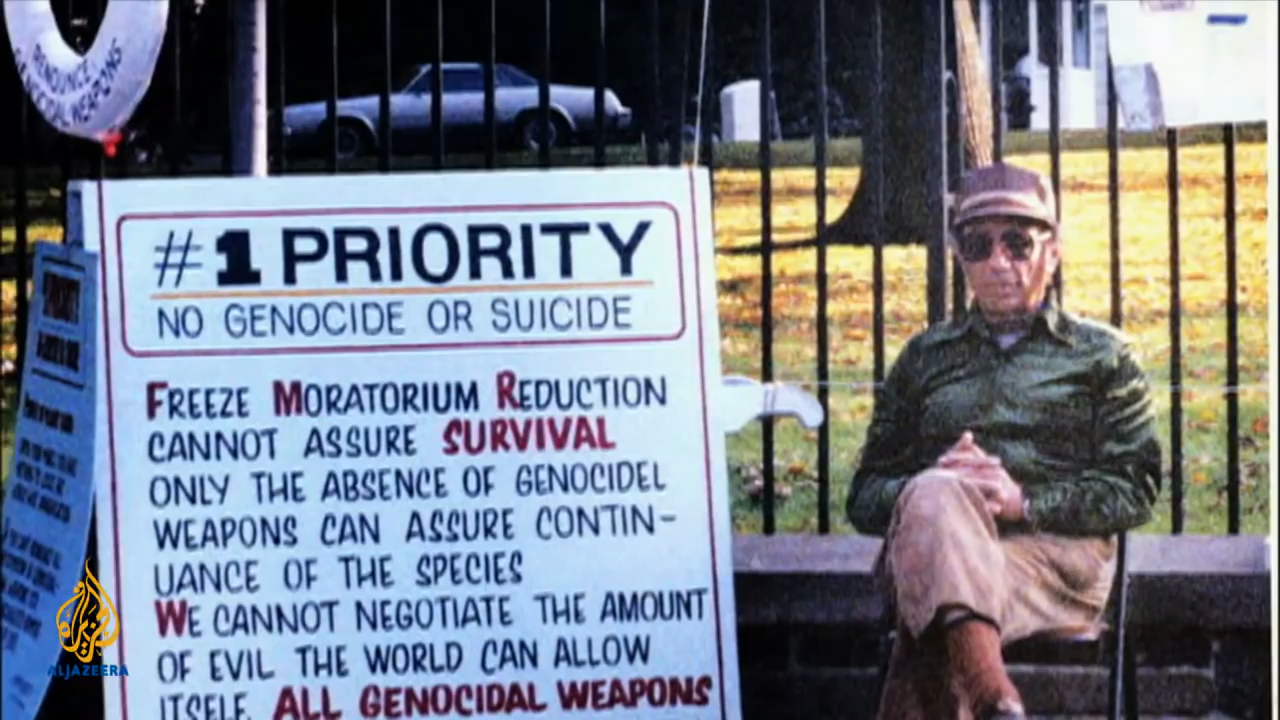 RENOUNCE
WEAPONS
#1 PRIORITY
NO GENOCIDE OR SUICIDE
FREEZE MORATORIUM REDUCTION
CANNOT ASSURE SURVIVAL
ONLY THE ABSENCE OF GENOCIDEL
WEAPONS CAN ASSURE CONTIN-
UANCE OF THE SPECIES
WE CANNOT NEGOTIATE THE AMOUNT
OF EVIL THE WORLD CAN ALLOW
ITSELF. ALL GENOCIDAL WEAPONS
ALJAZEERA